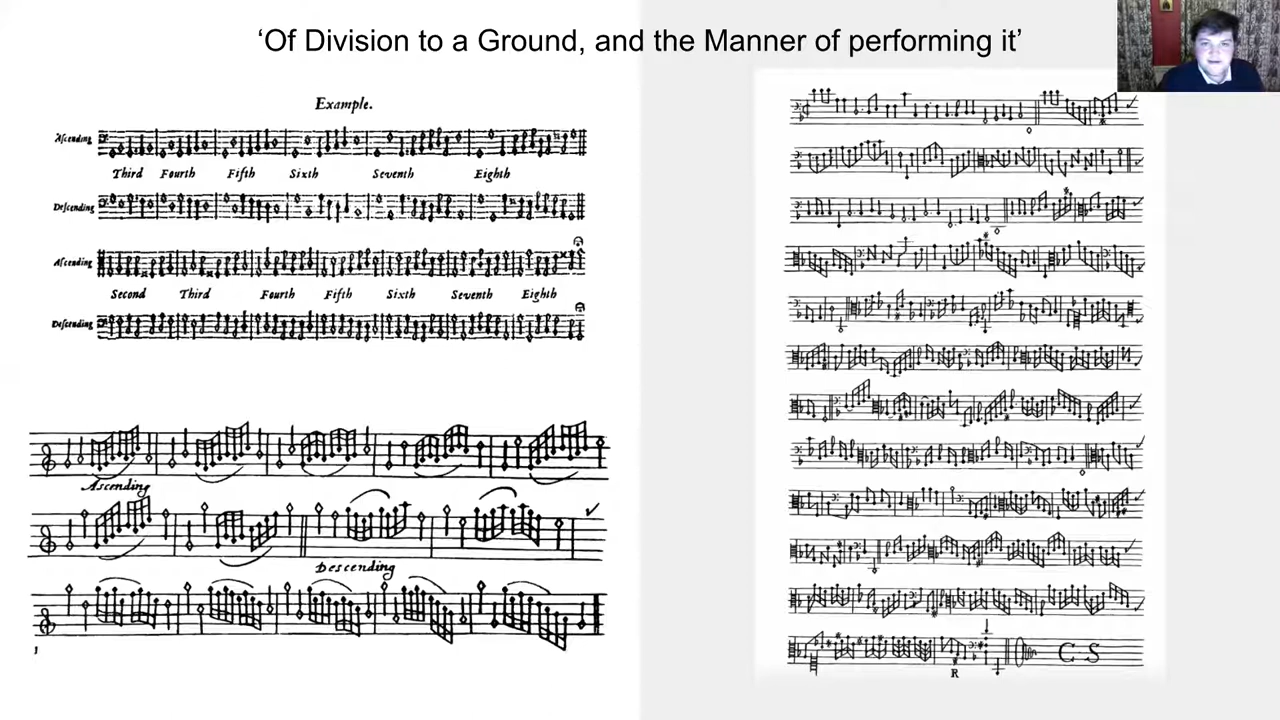 ‘Of Division to a Ground, and the Manner of performing it’
Example.
Ascending
Third Fourth Fifth Sixth Seventh Eighth
Descending
Ascending
Second Third Fourth Fifth Sixth Seventh Eighth
Descending
Ascending
Descending
R
C S